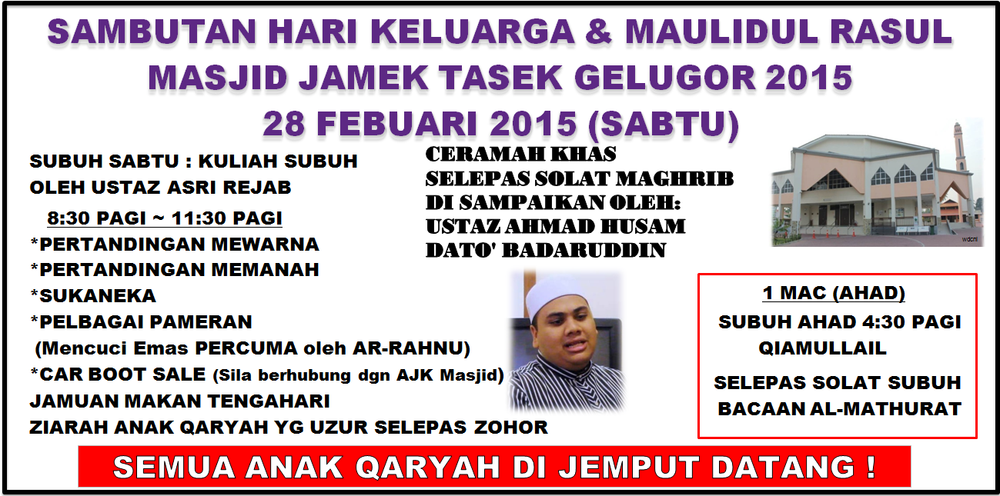 SAMBUTAN HARI KELUARGA & MAULIDUL RASUL
MASJID JAMEK TASEK GELUGOR 2015
28 FEBUARI 2015 (SABTU)
SUBUH SABTU : KULIAH SUBUH
OLEH USTAZ ASRI REJAB
8:30 PAGI ~ 11:30 PAGI
*PERTANDINGAN MEWARNA
*PERTANDINGAN MEMANAH
*SUKANEKA
*PELBAGAI PAMERAN
(Mencuci Emas PERCUMA oleh AR-RAHNU)
*CAR BOOT SALE (Sila berhubung dgn AJK Masjid)
JAMUAN MAKAN TENGAHARI
ZIARAH ANAK QARYAH YG UZUR SELEPAS ZOHOR
CERAMAH KHAS
SELEPAS SOLAT MAGHRIB
DI SAMPAIKAN OLEH:
USTAZ AHMAD HUSAM
DATO' BADARUDDIN
wdcni
1 MAC (AHAD)
SUBUH AHAD 4:30 PAGI
QIAMULLAIL
SELEPAS SOLAT SUBUH
BACAAN AL-MATHURAT
SEMUA ANAK QARYAH DI JEMPUT DATANG !